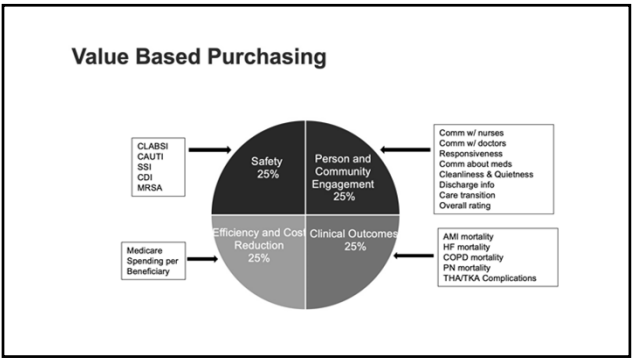 Value Based Purchasing
CLABSI
CAUTI
SSI
CDI
MRSA
Safety
25%
Person and
Community
Engagement
25%
Comm w/ nurses
Comm w/ doctors
Responsiveness
Comm about meds
Cleanliness & Quietness
Discharge info
Care transition
Overall rating
Medicare
Spending per
Beneficiary
Efficiency and Cost
Reduction
25%
Clinical Outcomes
25%
AMI mortality
HF mortality
COPD mortality
PN mortality
THA/TKA Complications